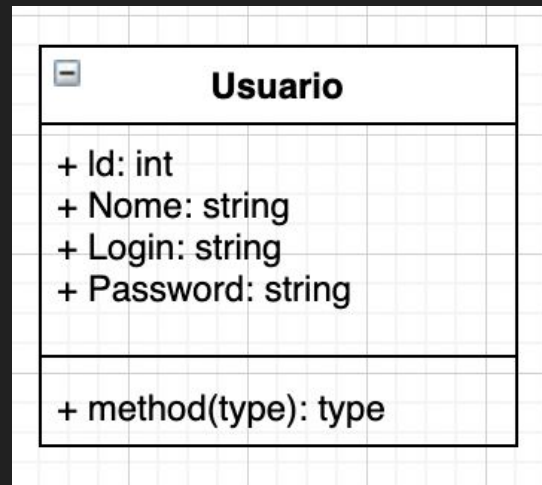 Usuario
+ Id: int
+ Nome: string
+ Login: string
+ Password: string
+ method(type): type